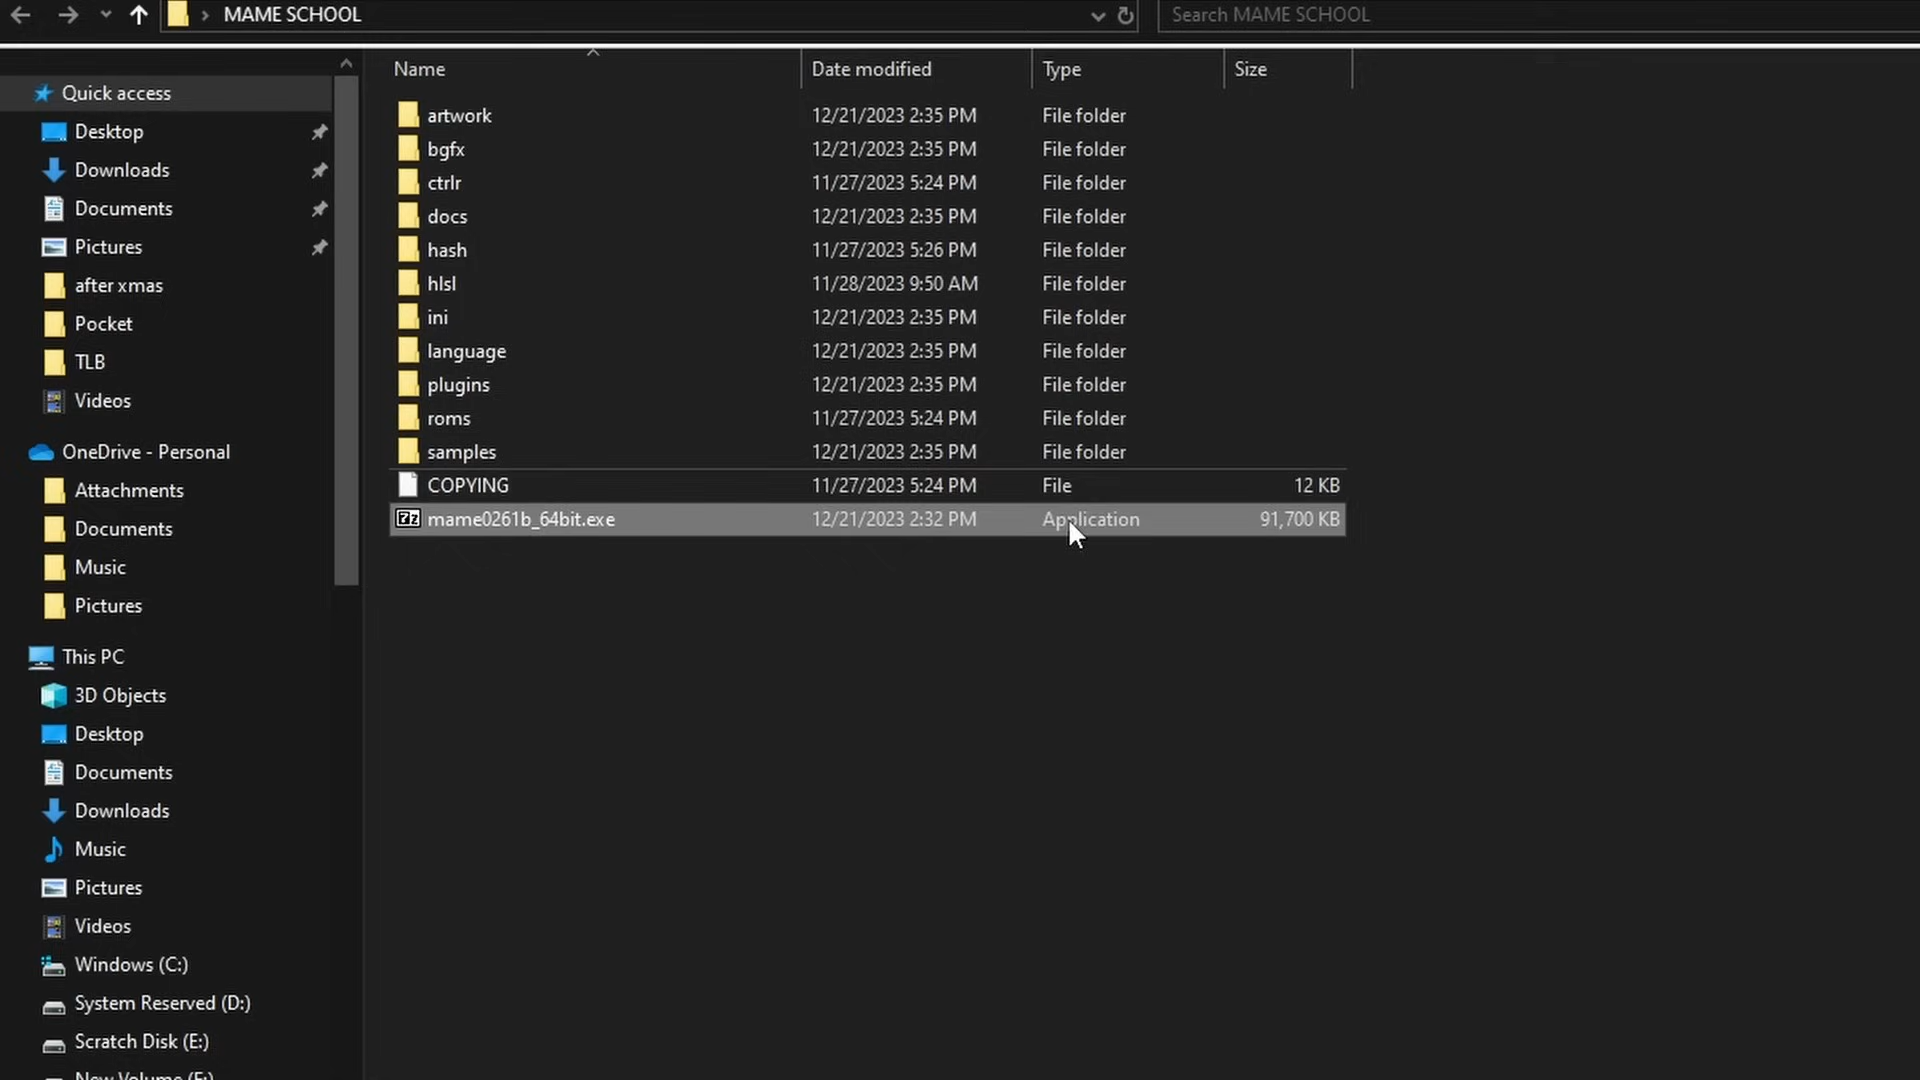 MAME SCHOOL
Search MAME SCHOOL
Name Date modified Type Size
Quick access
Desktop
Downloads
Documents
Pictures
after xmas
Pocket
TLB
Videos
OneDrive - Personal
Attachments
Documents
Music
Pictures
This PC
3D Objects
Desktop
Documents
Downloads
Music
Pictures
Videos
Windows (C:)
System Reserved (D:)
Scratch Disk (E:)
New Volume (F:)
artwork 12/21/2023 2:35 PM File folder
bgfx 12/21/2023 2:35 PM File folder
ctrlr 11/27/2023 5:24 PM File folder
docs 12/21/2023 2:35 PM File folder
hash 11/27/2023 5:26 PM File folder
hlsl 11/28/2023 9:50 AM File folder
ini 12/21/2023 2:35 PM File folder
language 12/21/2023 2:35 PM File folder
plugins 12/21/2023 2:35 PM File folder
roms 11/27/2023 5:24 PM File folder
samples 12/21/2023 2:35 PM File folder
COPYING 11/27/2023 5:24 PM File 12 KB
mame0261b_64bit.exe 12/21/2023 2:32 PM Application 91,700 KB